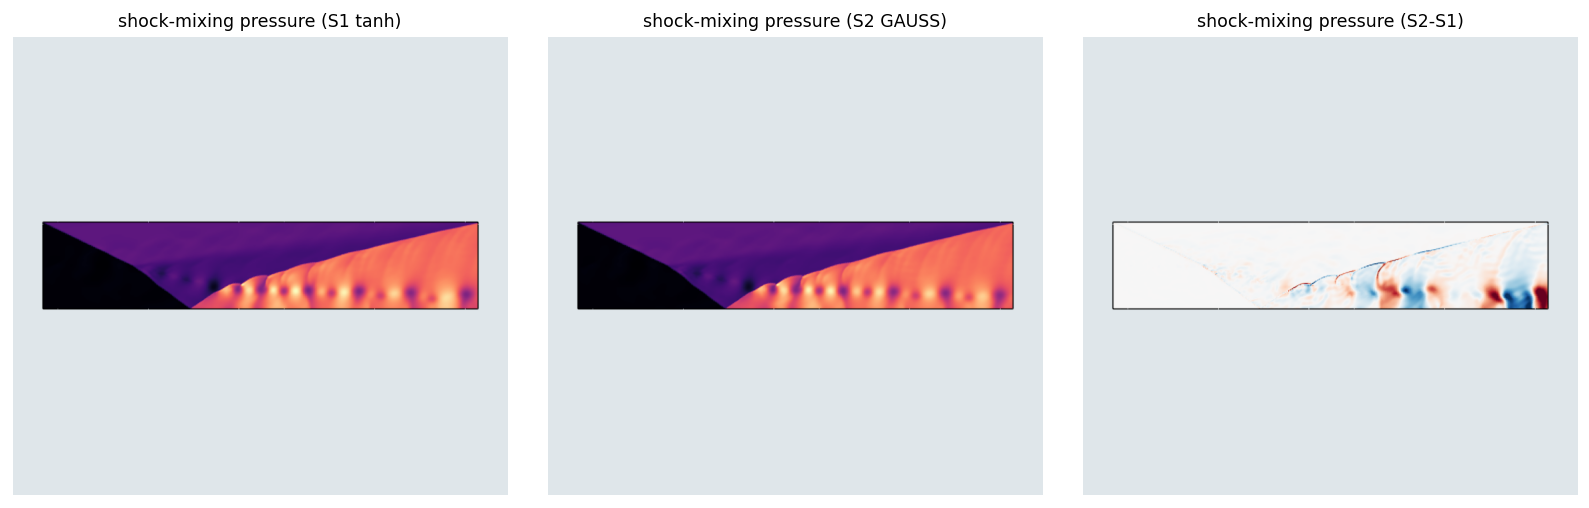 shock-mixing pressure (S1 tanh)
shock-mixing pressure (S2 GAUSS)
shock-mixing pressure (S2-S1)